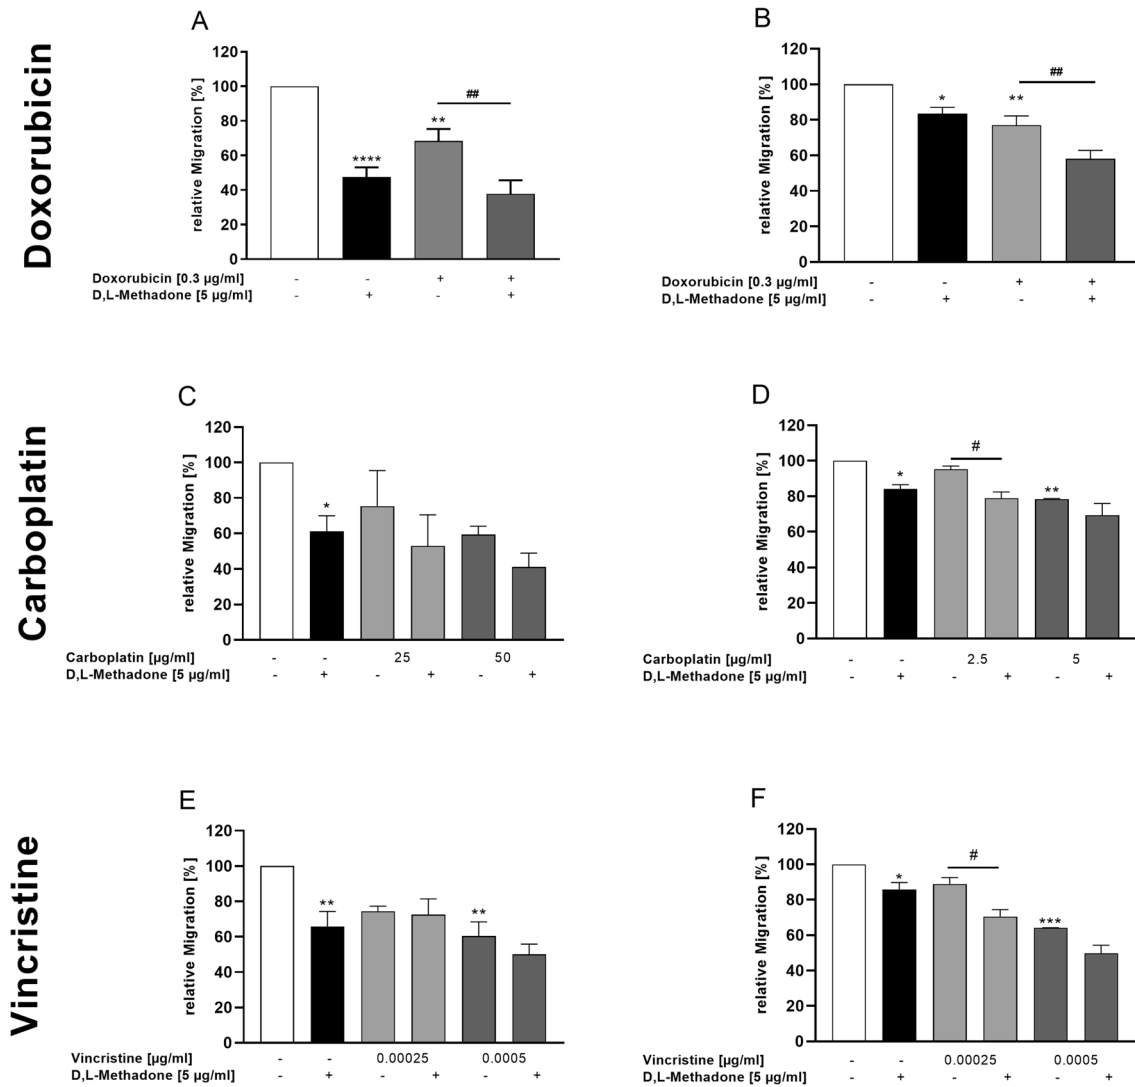 Doxorubicin
A
relative Migration [%]
120
100
80
60
40
20
0
****
**
##
Doxorubicin [0.3 µg/ml] - - + +
D,L-Methadone [5 µg/ml] - + - +
B
relative Migration [%]
120
100
80
60
40
20
0
*
**
##
Doxorubicin [0.3 µg/ml] - - + +
D,L-Methadone [5 µg/ml] - + - +
Carboplatin
C
relative Migration [%]
120
100
80
60
40
20
0
*
Carboplatin [µg/ml] - - 25 50
D,L-Methadone [5 µg/ml] - + - + - +
D
relative Migration [%]
120
100
80
60
40
20
0
*
#
**
Carboplatin [µg/ml] - - 2.5 5
D,L-Methadone [5 µg/ml] - + - + - +
Vincristine
E
relative Migration [%]
120
100
80
60
40
20
0
**
**
Vincristine [µg/ml] - - 0.00025 0.0005
D,L-Methadone [5 µg/ml] - + - + - +
F
relative Migration [%]
120
100
80
60
40
20
0
*
#
***
Vincristine [µg/ml] - - 0.00025 0.0005
D,L-Methadone [5 µg/ml] - + - + - +